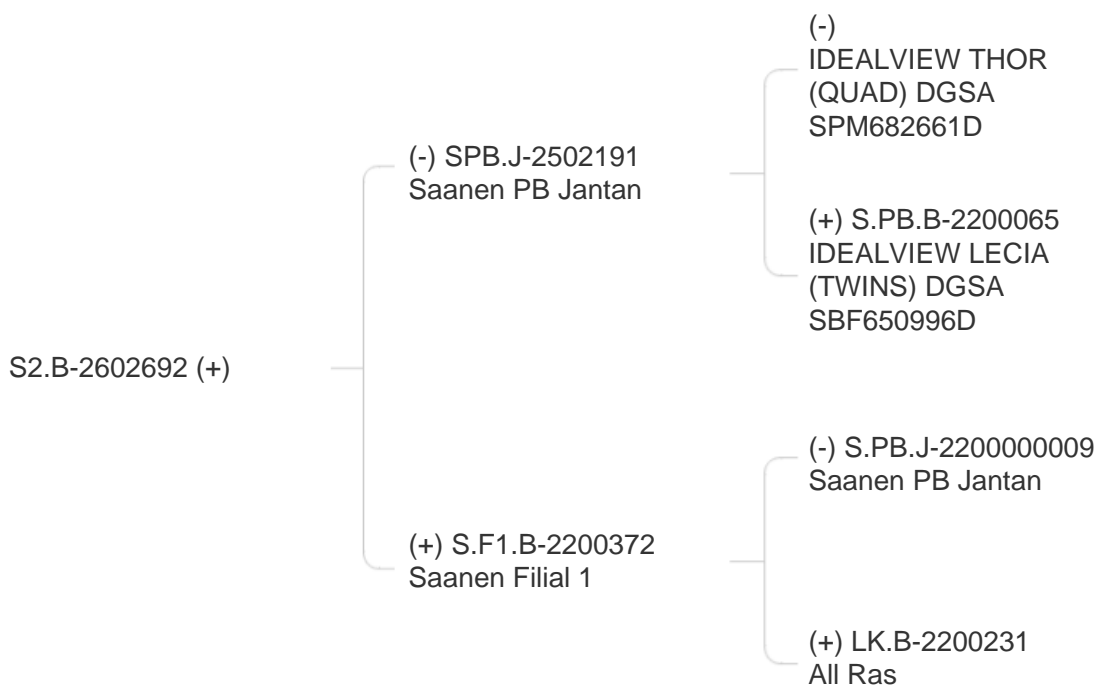 (-)
IDEALVIEW THOR
(QUAD) DGSA
SPM682661D
(-) SPB.J-2502191
Saanen PB Jantan
(+) S.PB.B-2200065
IDEALVIEW LECIA
(TWINS) DGSA
SBF650996D
S2.B-2602692 (+)
(-) S.PB.J-2200000009
Saanen PB Jantan
(+) S.F1.B-2200372
Saanen Filial 1
(+) LK.B-2200231
All Ras